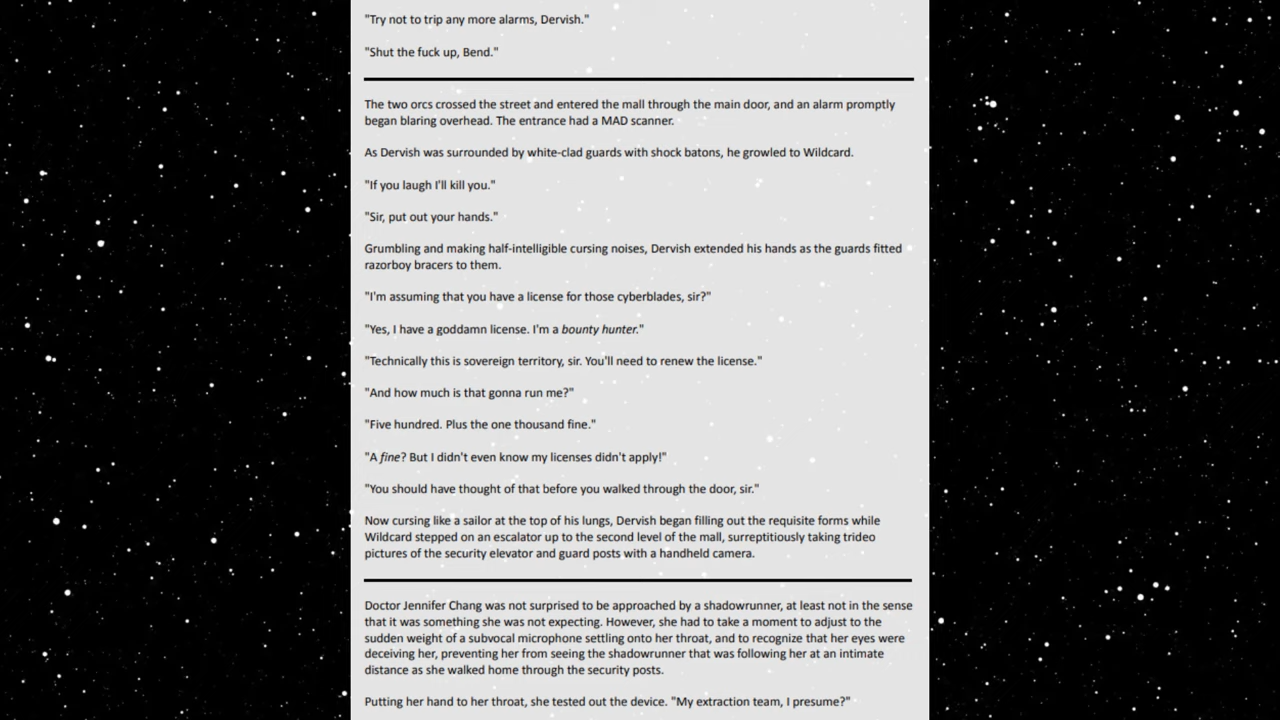 "Try not to trip any more alarms, Dervish."
"Shut the fuck up, Bend."
The two orcs crossed the street and entered the mall through the main door, and an alarm promptly
began blaring overhead. The entrance had a MAD scanner.
As Dervish was surrounded by white-clad guards with shock batons, he growled to Wildcard.
"If you laugh I'll kill you."
"Sir, put out your hands."
Grumbling and making half-intelligible cursing noises, Dervish extended his hands as the guards fitted
razorboy bracers to them.
"I'm assuming that you have a license for those cyberblades, sir?"
"Yes, I have a goddamn license. I'm a bounty hunter."
"Technically this is sovereign territory, sir. You'll need to renew the license."
"And how much is that gonna run me?"
"Five hundred. Plus the one thousand fine."
"A fine? But I didn't even know my licenses didn't apply!"
"You should have thought of that before you walked through the door, sir."
Now cursing like a sailor at the top of his lungs, Dervish began filling out the requisite forms while
Wildcard stepped on an escalator up to the second level of the mall, surreptitiously taking trideo
pictures of the security elevator and guard posts with a handheld camera.
Doctor Jennifer Chang was not surprised to be approached by a shadowrunner, at least not in the sense
that it was something she was not expecting. However, she had to take a moment to adjust to the
sudden weight of a subvocal microphone settling onto her throat, and to recognize that her eyes were
deceiving her, preventing her from seeing the shadowrunner that was following her at an intimate
distance as she walked home through the security posts.
Putting her hand to her throat, she tested out the device. "My extraction team, I presume?"